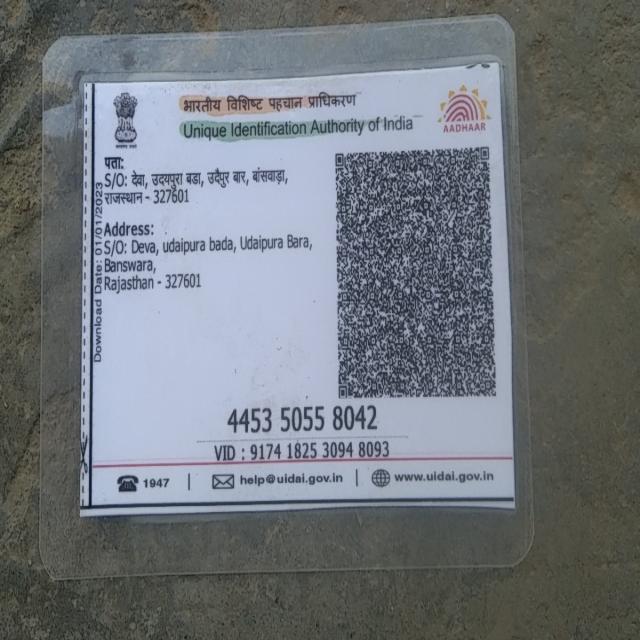 भारतीय विशिष्ट पहचान प्राधिकरण
Unique Identification Authority of India
AADHAAR
पता:
S/O: देवा, उदयपुरा बडा, उदैपुर बार, बांसवाड़ा,
राजस्थान - 327601
Address:
S/O: Deva, udaipura bada, Udaipura Bara,
Banswara,
Rajasthan - 327601
Download Date: 01/07/2023
4453 5055 8042
VID : 9174 1825 3094 8093
1947
help@uidai.gov.in
www.uidai.gov.in